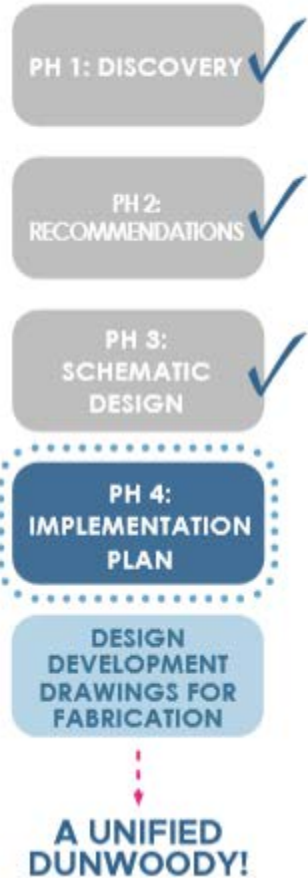 PH 1: DISCOVERY
PH 2:
RECOMMENDATIONS
PH 3:
SCHEMATIC
DESIGN
PH 4:
IMPLEMENTATION
PLAN
DESIGN
DEVELOPMENT
DRAWINGS FOR
FABRICATION
A UNIFIED
DUNWOODY!